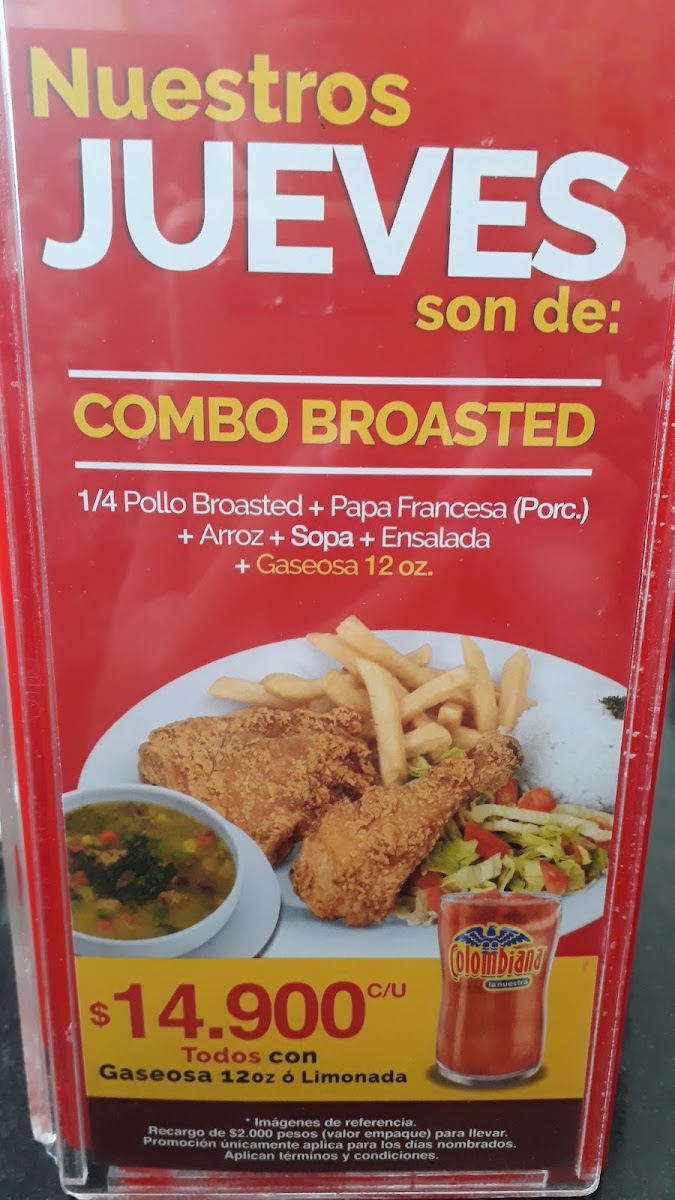 Nuestros
JUEVES
son de:
COMBO BROASTED
1/4 Pollo Broasted + Papa Francesa (Porc.)
+ Arroz + Sopa + Ensalada
+ Gaseosa 12 oz.
Colombiana
la nuestra
$14.900 C/U
Todos con
Gaseosa 12oz ó Limonada
* Imágenes de referencia.
Recargo de $2.000 pesos (valor empaque) para llevar.
Promoción únicamente aplica para los días nombrados.
Aplican términos y condiciones.